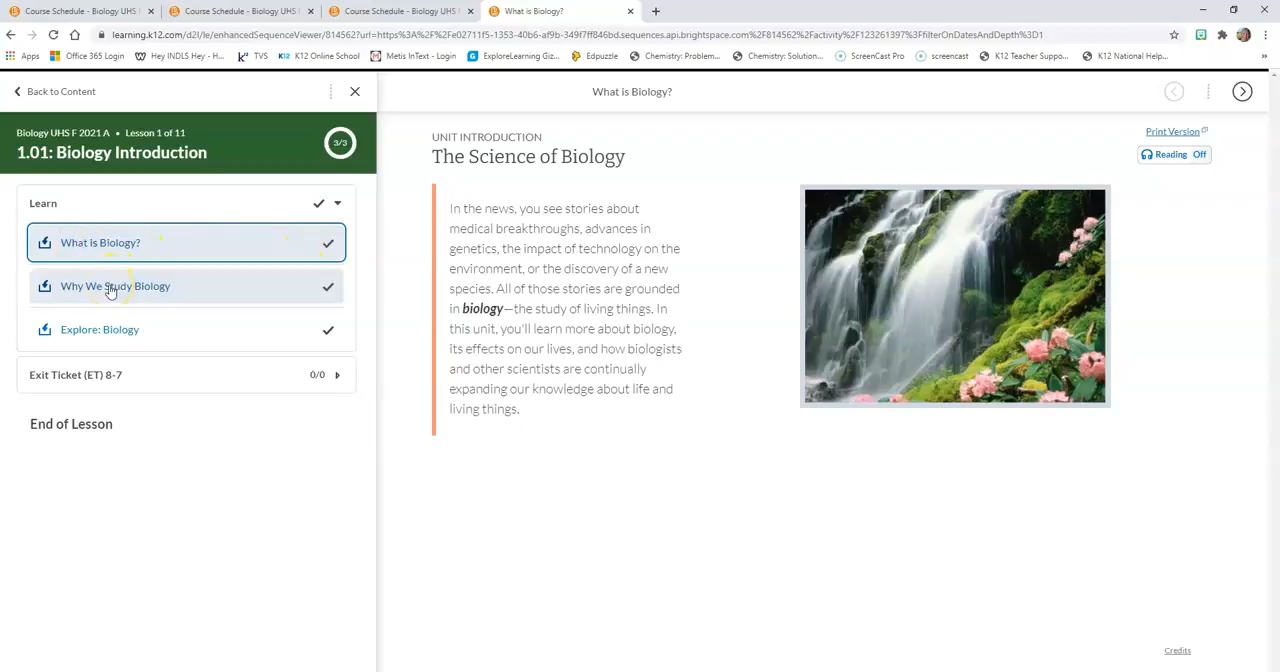 Course Schedule - Biology UHS F
Course Schedule - Biology UHS
Course Schedule - Biology UHS
What is Biology?
learning.k12.com/d2l/le/enhancedSequenceViewer/814562?url=https%3A%2F%2Fe02711f5-1353-40b6-af9b-349f7ff846bd.sequences.api.brightspace.com%2F814562%2Factivity%2F123261397%3FfilterOnDatesAndDepth%3D1
Apps
Office 365 Login
Hey INDLS Hey - H...
TVS
K12 Online School
Metis InText - Login
ExploreLearning Giz...
Edpuzzle
Chemistry: Problem...
Chemistry: Solution...
ScreenCast Pro
screencast
K12 Teacher Suppo...
K12 National Help...
Back to Content
What is Biology?
Biology UHS F 2021 A • Lesson 1 of 11
1.01: Biology Introduction
3/3
Learn
What is Biology?
Why We Study Biology
Explore: Biology
Exit Ticket (ET) 8-7
0/0
End of Lesson
UNIT INTRODUCTION
The Science of Biology
Print Version
Reading Off
In the news, you see stories about
medical breakthroughs, advances in
genetics, the impact of technology on the
environment, or the discovery of a new
species. All of those stories are grounded
in biology—the study of living things. In
this unit, you'll learn more about biology,
its effects on our lives, and how biologists
and other scientists are continually
expanding our knowledge about life and
living things.
Credits